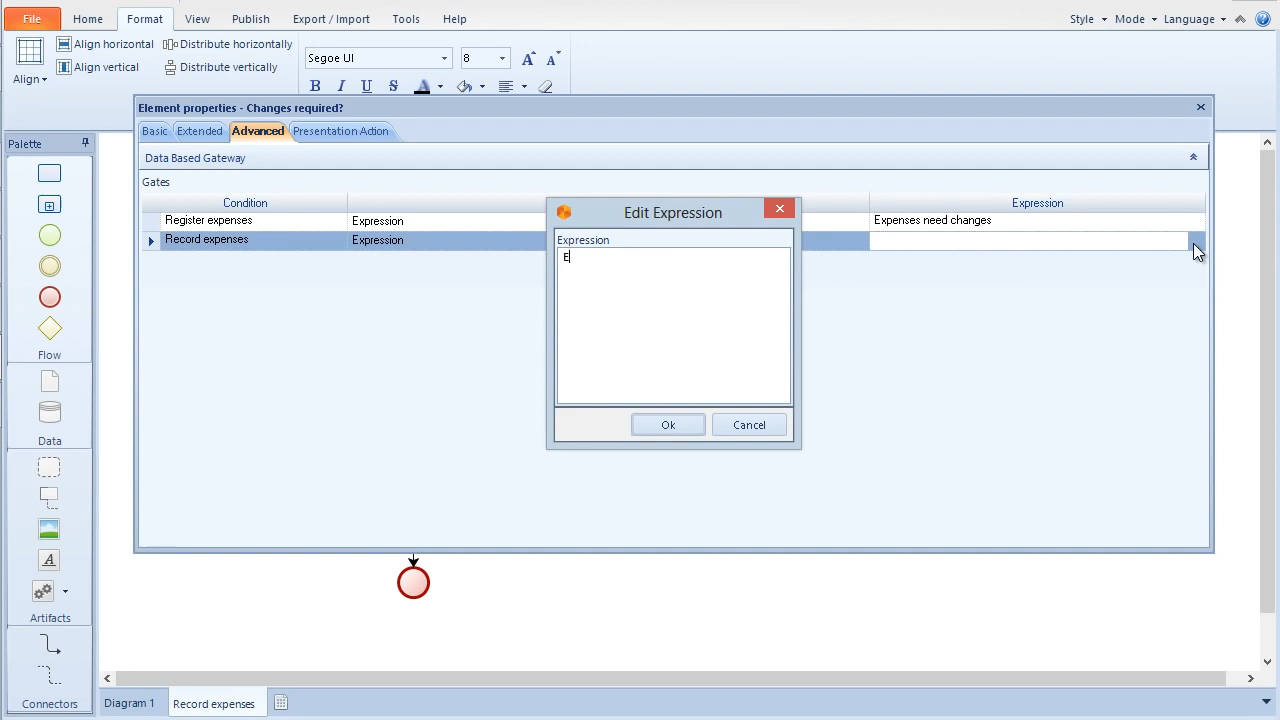 File Home Format View Publish Export / Import Tools Help Style Mode Language
Align horizontal Distribute horizontally
Align vertical Distribute vertically
Align
Segoe UI 8
B I U S A
Element properties - Changes required?
Basic Extended Advanced Presentation Action
Data Based Gateway
Gates
Condition Expression
Register expenses Expression Expenses need changes
Record expenses Expression
Edit Expression
Expression
E
Ok Cancel
Palette
Flow
Data
A
Artifacts
Connectors
Diagram 1 Record expenses